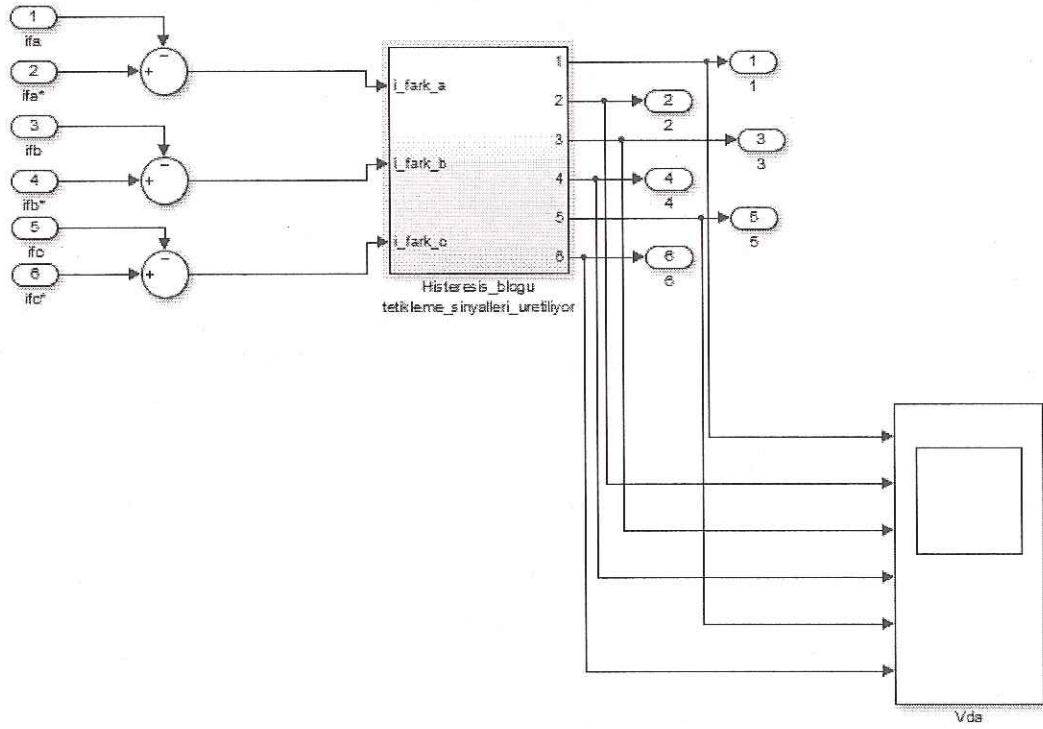 1
ifa
−
2
+
ifa*
3
ifb
−
4
+
ifb*
5
ifc
−
6
+
ifc*
i_fark_a
i_fark_b
i_fark_c
1
2
3
4
5
6
Histeresis_blogu
tetikleme_sinyalleri_uretiliyor
1
1
2
2
3
3
4
4
5
5
6
6
Vda